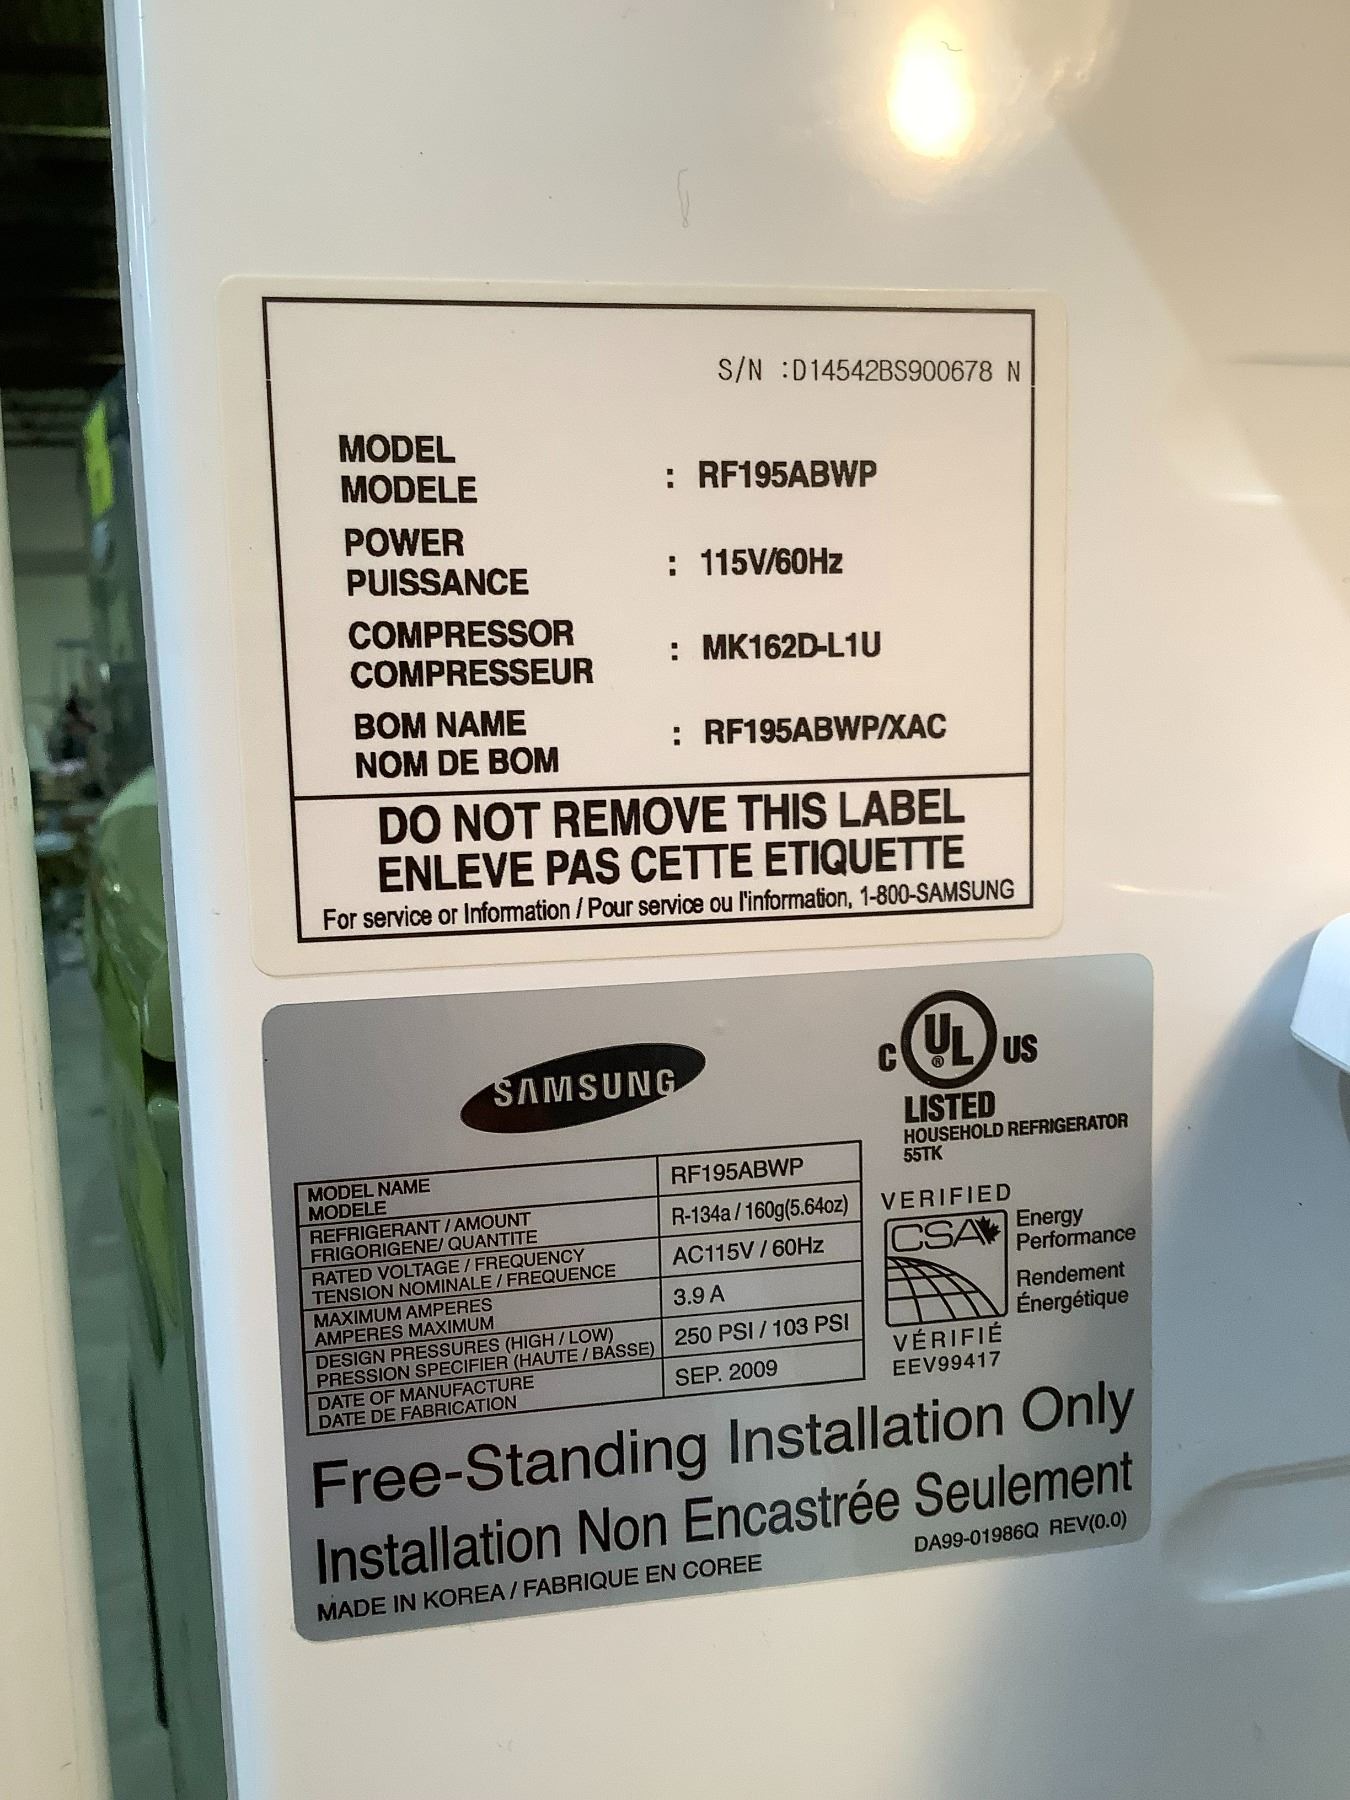 S/N :D14542BS900678 N
MODEL
MODELE : RF195ABWP
POWER
PUISSANCE : 115V/60Hz
COMPRESSOR
COMPRESSEUR : MK162D-L1U
BOM NAME
NOM DE BOM : RF195ABWP/XAC
DO NOT REMOVE THIS LABEL
ENLEVE PAS CETTE ETIQUETTE
For service or Information / Pour service ou l'information, 1-800-SAMSUNG
SAMSUNG
C UL ® US
LISTED
HOUSEHOLD REFRIGERATOR
55TK
MODEL NAME
MODELE
RF195ABWP
REFRIGERANT / AMOUNT
FRIGORIGENE/ QUANTITE
R-134a / 160g(5.64oz)
RATED VOLTAGE / FREQUENCY
TENSION NOMINALE / FREQUENCE
AC115V / 60Hz
MAXIMUM AMPERES
AMPERES MAXIMUM
3.9 A
DESIGN PRESSURES (HIGH / LOW)
PRESSION SPECIFIER (HAUTE / BASSE)
250 PSI / 103 PSI
DATE OF MANUFACTURE
DATE DE FABRICATION
SEP. 2009
VERIFIED
CSA
Energy
Performance
Rendement
Énergétique
VÉRIFIÉ
EEV99417
Free-Standing Installation Only
Installation Non Encastrée Seulement
DA99-01986Q REV(0.0)
MADE IN KOREA / FABRIQUE EN COREE